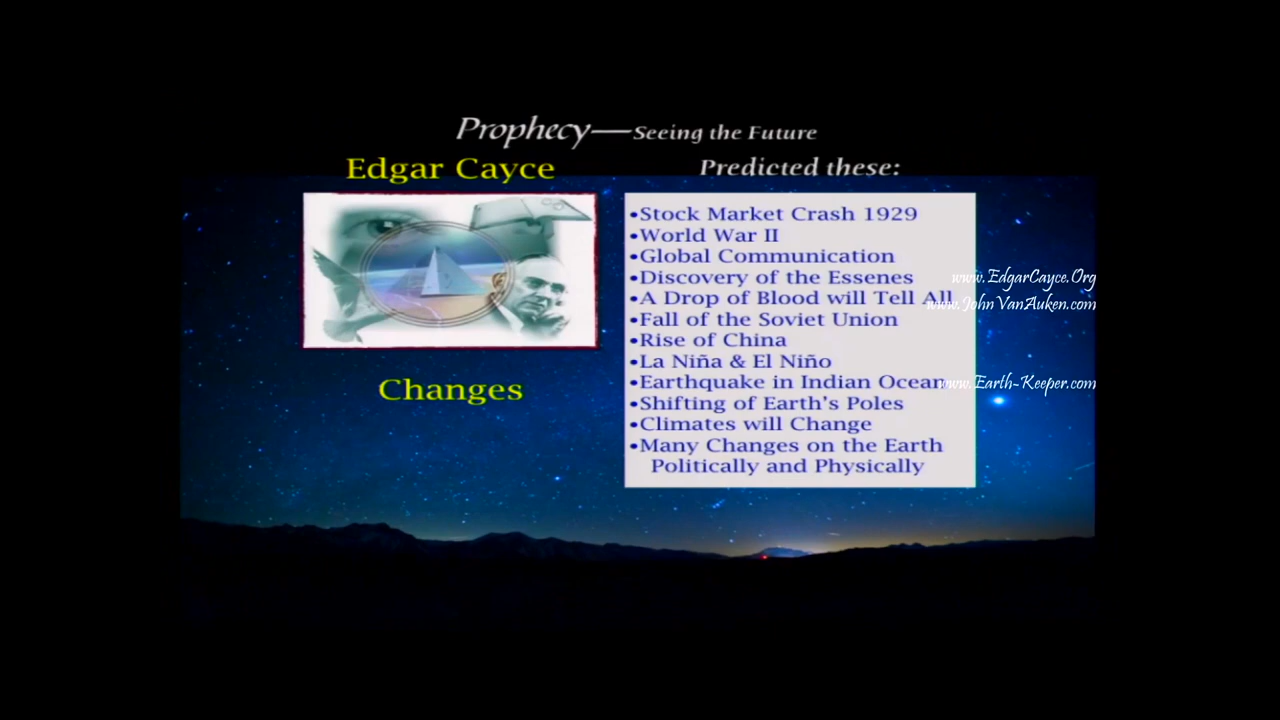 Prophecy—Seeing the Future
Edgar Cayce
Predicted these:
•Stock Market Crash 1929
•World War II
•Global Communication
•Discovery of the Essenes
•A Drop of Blood will Tell All
•Fall of the Soviet Union
•Rise of China
•La Niña & El Niño
•Earthquake in Indian Ocean
•Shifting of Earth's Poles
•Climates will Change
•Many Changes on the Earth
Politically and Physically
Changes
www.EdgarCayce.Org
www.JohnVanAuken.com
www.Earth-Keeper.com